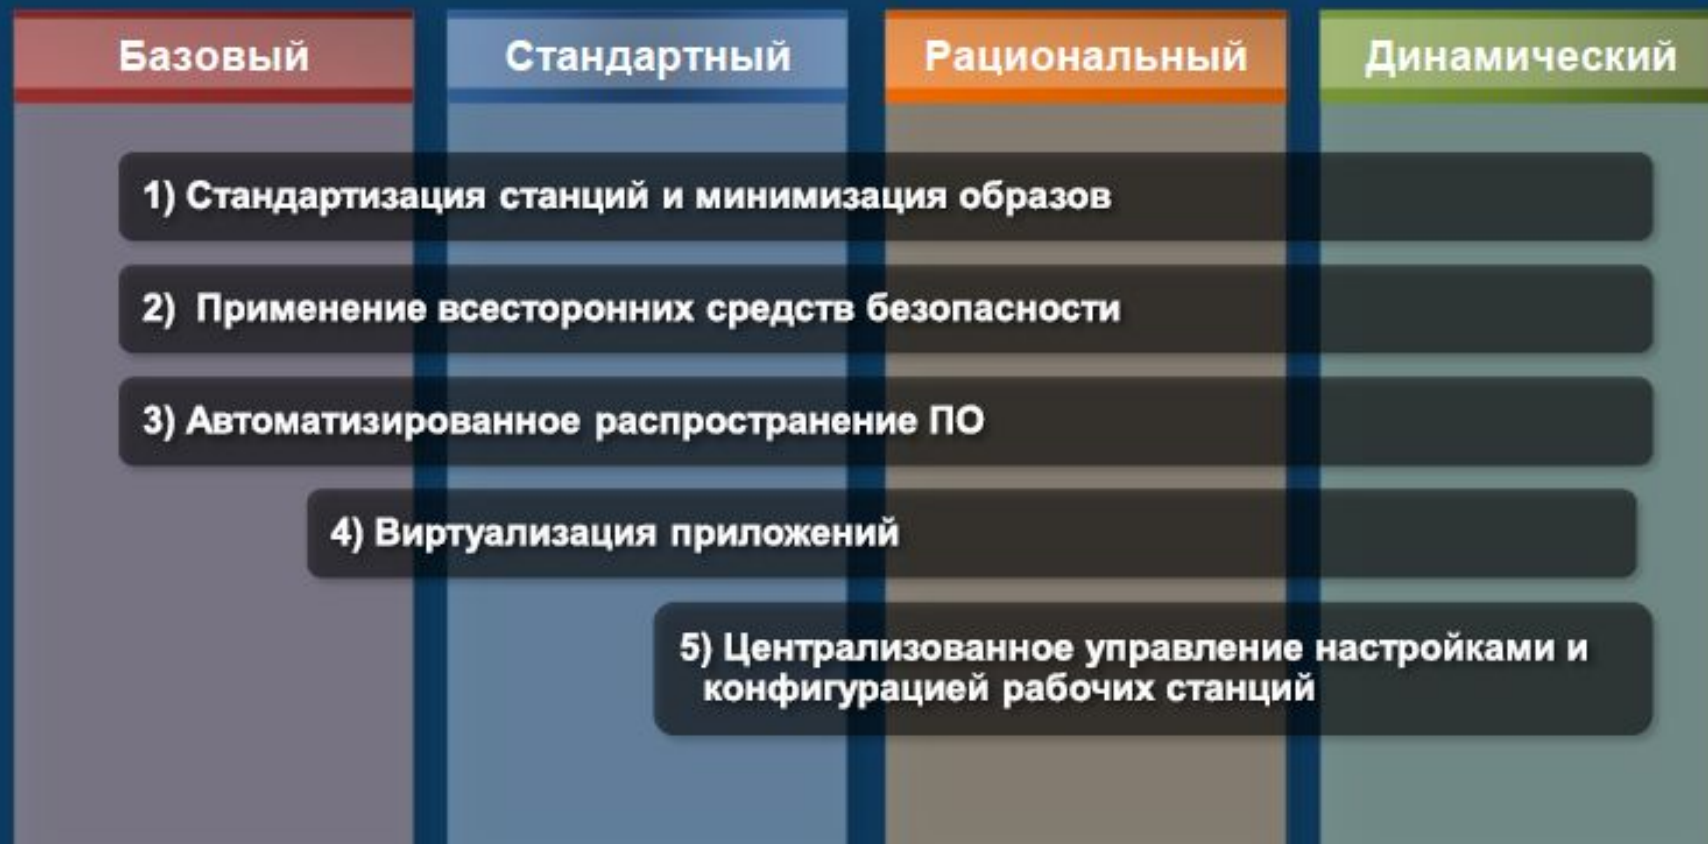 Базовый
Стандартный
Рациональный
Динамический
1) Стандартизация станций и минимизация образов
2) Применение всесторонних средств безопасности
3) Автоматизированное распространение ПО
4) Виртуализация приложений
5) Централизованное управление настройками и
конфигурацией рабочих станций